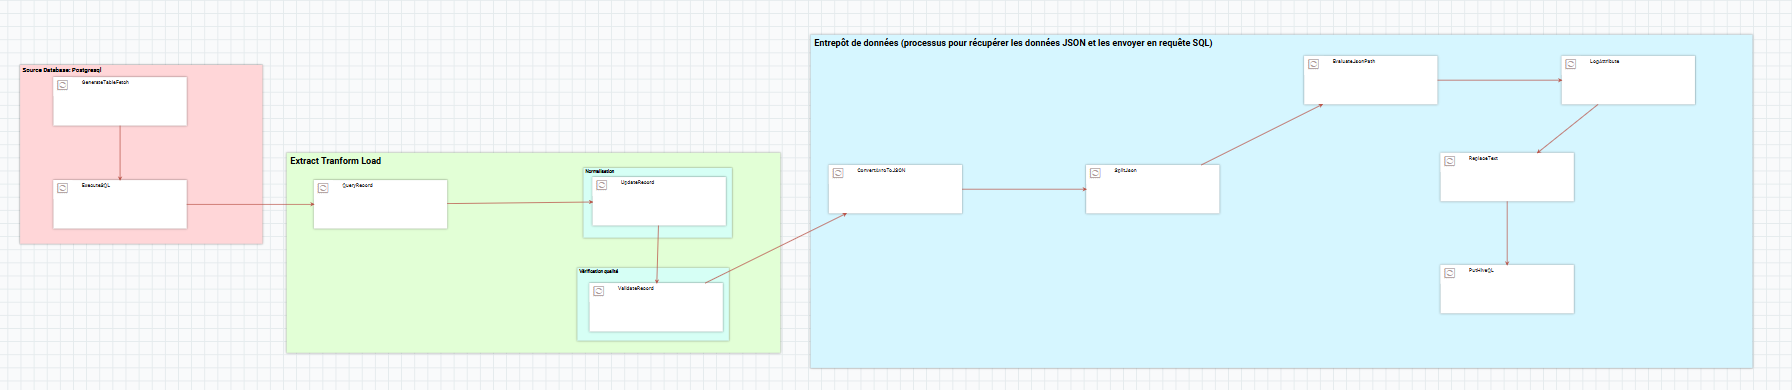 Source Database: Postgresql
GenerateTableFetch
ExecuteSQL
Extract Tranform Load
QueryRecord
Normalisation
UpdateRecord
Vérification qualité
ValidateRecord
Entrepôt de données (processus pour récupérer les données JSON et les envoyer en requête SQL)
ConvertAvroToJSON
SplitJson
EvaluateJsonPath
LogAttribute
ReplaceText
PutHiveQL